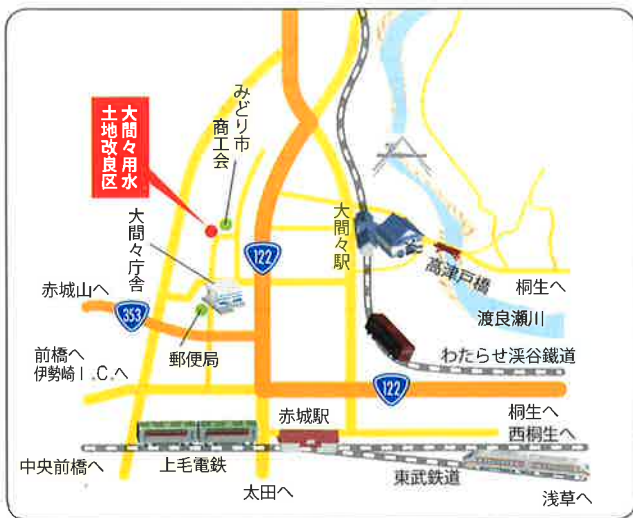 みどり市
商工会
大間々用水
土地改良区
大間々駅
大間々庁舎
122
高津戸橋
桐生へ
赤城山へ
353
渡良瀬川
前橋へ
伊勢崎I.C.へ
郵便局
わたらせ渓谷鐵道
122
桐生へ
赤城駅
西桐生へ
中央前橋へ
上毛電鉄
東武鉄道
太田へ
浅草へ